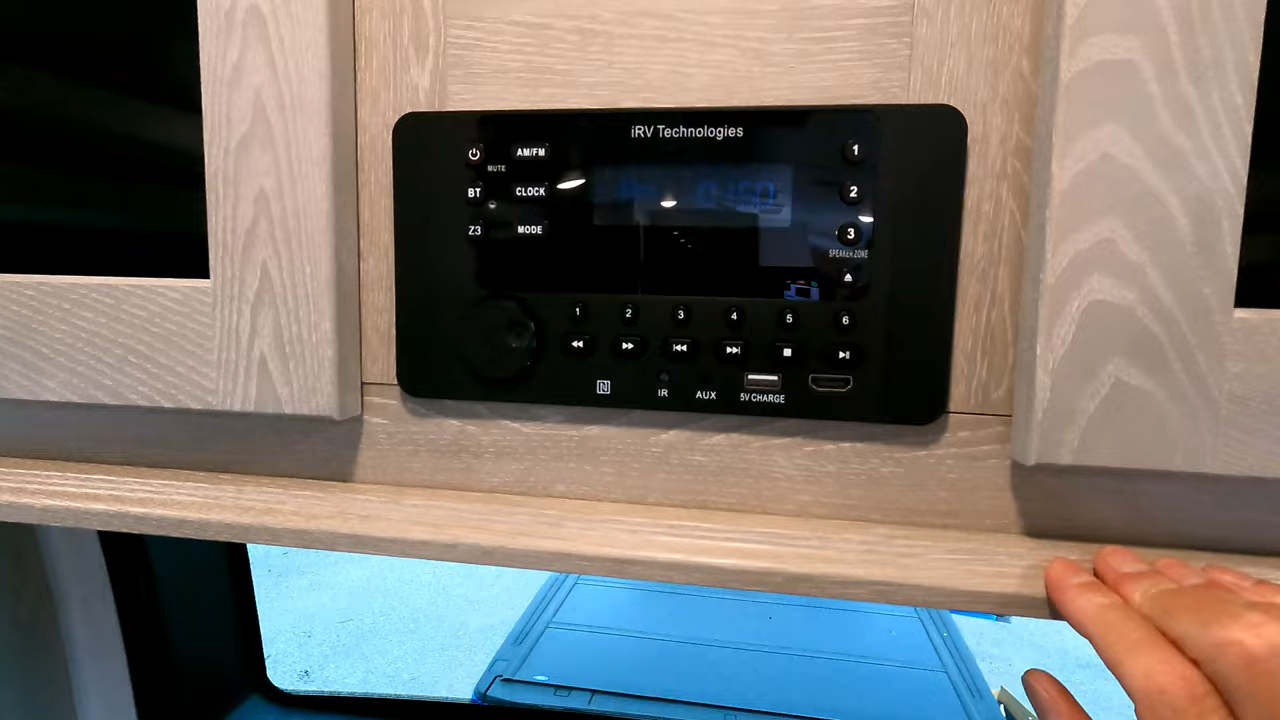 iRV Technologies
AM/FM
1
MUTE
BT
CLOCK
2
Z3
MODE
3
SPEAKER ZONE
1 2 3 4 5 6
IR
AUX
5V CHARGE